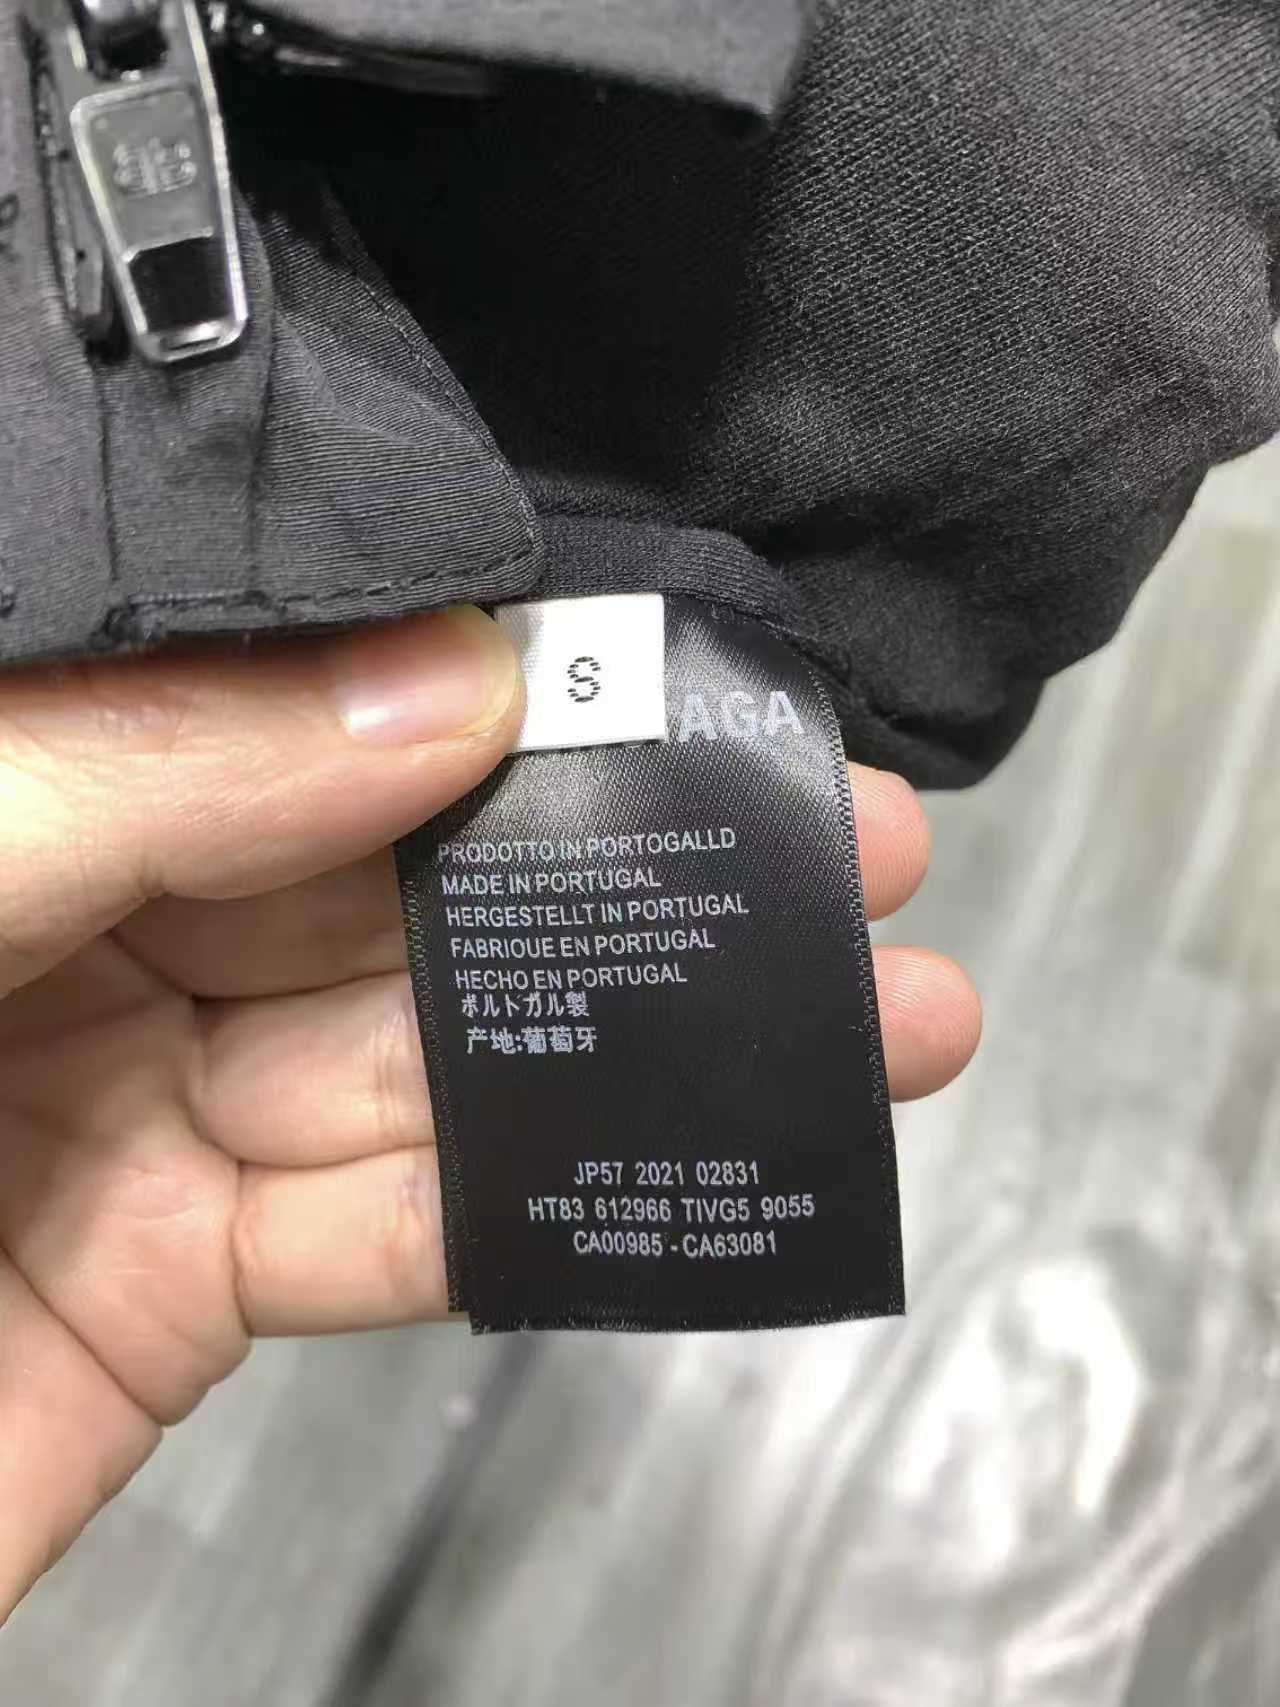 S
AGA
PRODOTTO IN PORTOGALLD
MADE IN PORTUGAL
HERGESTELLT IN PORTUGAL
FABRIOUE EN PORTUGAL
HECHO EN PORTUGAL
ポルトガル製
产地:葡萄牙
JP57 2021 02831
HT83 612966 TIVG5 9055
CA00985 - CA63081